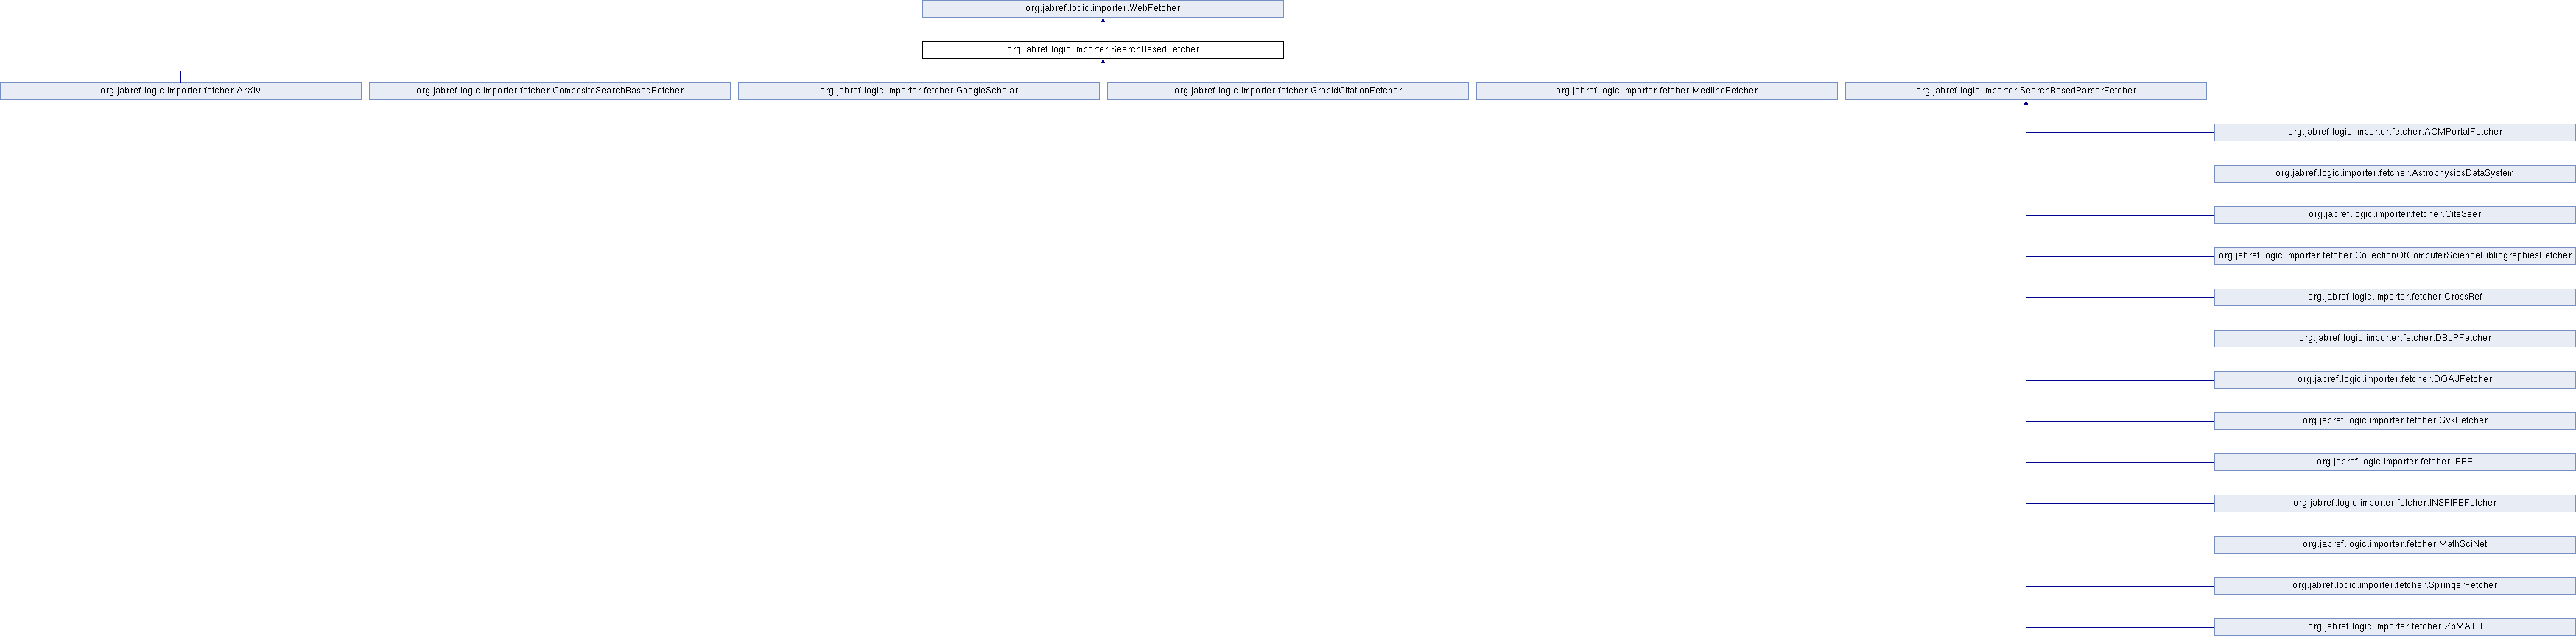 org.jabref.logic.importer.WebFetcher
org.jabref.logic.importer.SearchBasedFetcher
org.jabref.logic.importer.fetcher.ArXiv
org.jabref.logic.importer.fetcher.CompositeSearchBasedFetcher
org.jabref.logic.importer.fetcher.GoogleScholar
org.jabref.logic.importer.fetcher.GrobidCitationFetcher
org.jabref.logic.importer.fetcher.MedlineFetcher
org.jabref.logic.importer.SearchBasedParserFetcher
org.jabref.logic.importer.fetcher.ACMPortalFetcher
org.jabref.logic.importer.fetcher.AstrophysicsDataSystem
org.jabref.logic.importer.fetcher.CiteSeer
org.jabref.logic.importer.fetcher.CollectionOfComputerScienceBibliographiesFetcher
org.jabref.logic.importer.fetcher.CrossRef
org.jabref.logic.importer.fetcher.DBLPFetcher
org.jabref.logic.importer.fetcher.DOAJFetcher
org.jabref.logic.importer.fetcher.GvkFetcher
org.jabref.logic.importer.fetcher.IEEE
org.jabref.logic.importer.fetcher.INSPIREFetcher
org.jabref.logic.importer.fetcher.MathSciNet
org.jabref.logic.importer.fetcher.SpringerFetcher
org.jabref.logic.importer.fetcher.ZbMATH